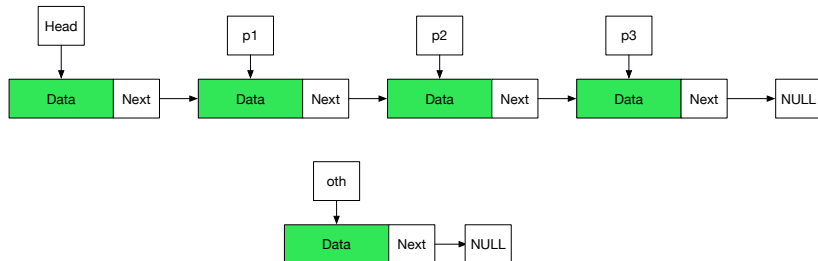 Head
p1
p2
p3
Data Next Data Next Data Next Data Next NULL
oth
Data Next NULL